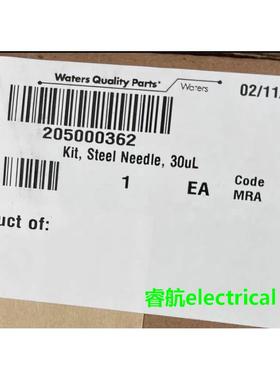 Waters Quality Parts
Waters
02/11
205000362
Kit, Steel Needle, 30uL
1 EA Code
MRA
uct of:
睿航electrical